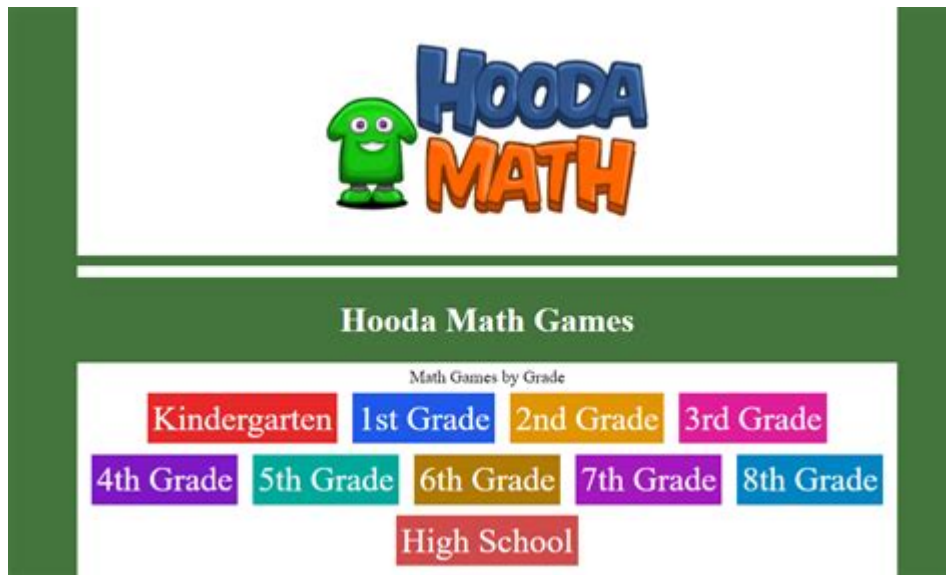 HOODA
MATH
Hooda Math Games
Math Games by Grade
Kindergarten 1st Grade 2nd Grade 3rd Grade
4th Grade 5th Grade 6th Grade 7th Grade 8th Grade
High School